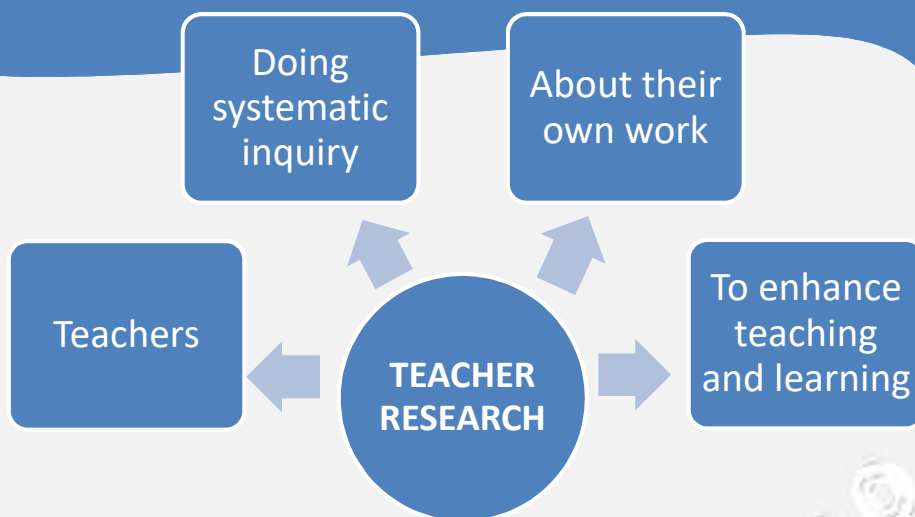 Doing
systematic
inquiry
About their
own work
Teachers
To enhance
teaching
and learning
TEACHER
RESEARCH